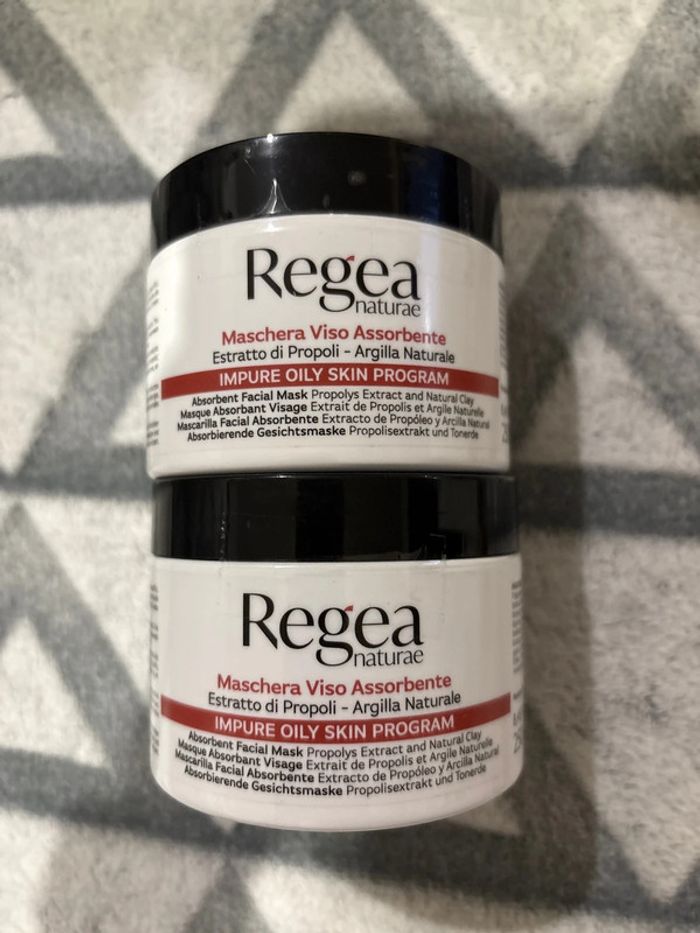 Regea
naturae
Maschera Viso Assorbente
Estratto di Propoli - Argilla Naturale
IMPURE OILY SKIN PROGRAM
Absorbent Facial Mask Propolys Extract and Natural Clay
Masque Absorbant Visage Extrait de Propolis et Argile Naturelle
Mascarilla Facial Absorbente Extracto de Propóleo y Arcilla Natural
Absorbierende Gesichtsmaske Propolisextrakt und Tonerde
Regea
naturae
Maschera Viso Assorbente
Estratto di Propoli - Argilla Naturale
IMPURE OILY SKIN PROGRAM
Absorbent Facial Mask Propolys Extract and Natural Clay
Masque Absorbant Visage Extrait de Propolis et Argile Naturelle
Mascarilla Facial Absorbente Extracto de Propóleo y Arcilla Natural
Absorbierende Gesichtsmaske Propolisextrakt und Tonerde